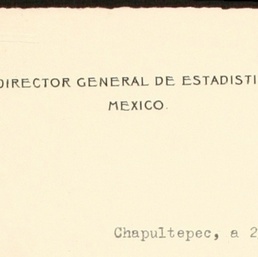 DIRECTOR GENERAL DE ESTADISTI
MEXICO.
Chapultepec, a 2